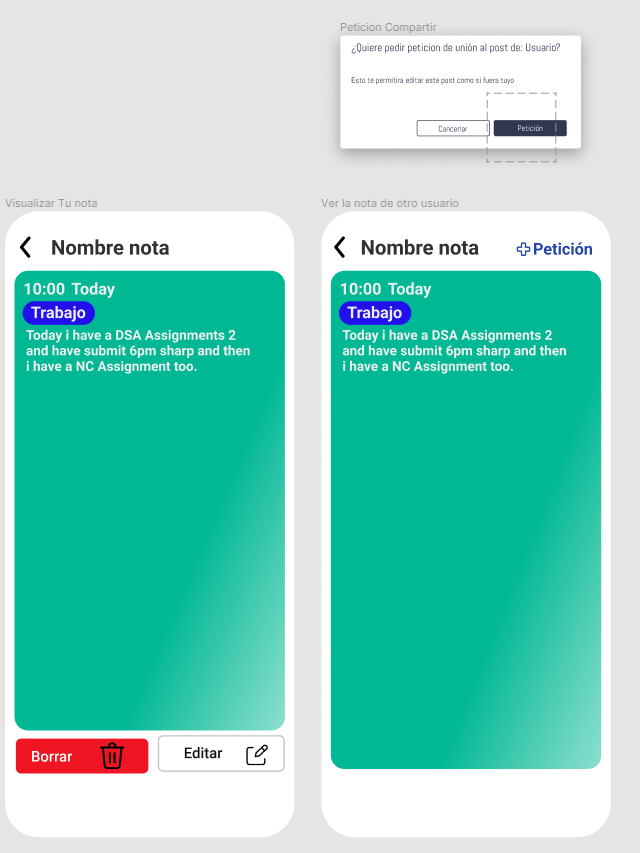 Peticion Compartir
¿Quiere pedir peticion de unión al post de: Usuario?
Esto te permitira editar este post como si fuera tuyo
Cancerlar
Petición
Visualizar Tu nota
Nombre nota
10:00 Today
Trabajo
Today i have a DSA Assignments 2
and have submit 6pm sharp and then
i have a NC Assignment too.
Borrar
Editar
Ver la nota de otro usuario
Nombre nota
Petición
10:00 Today
Trabajo
Today i have a DSA Assignments 2
and have submit 6pm sharp and then
i have a NC Assignment too.